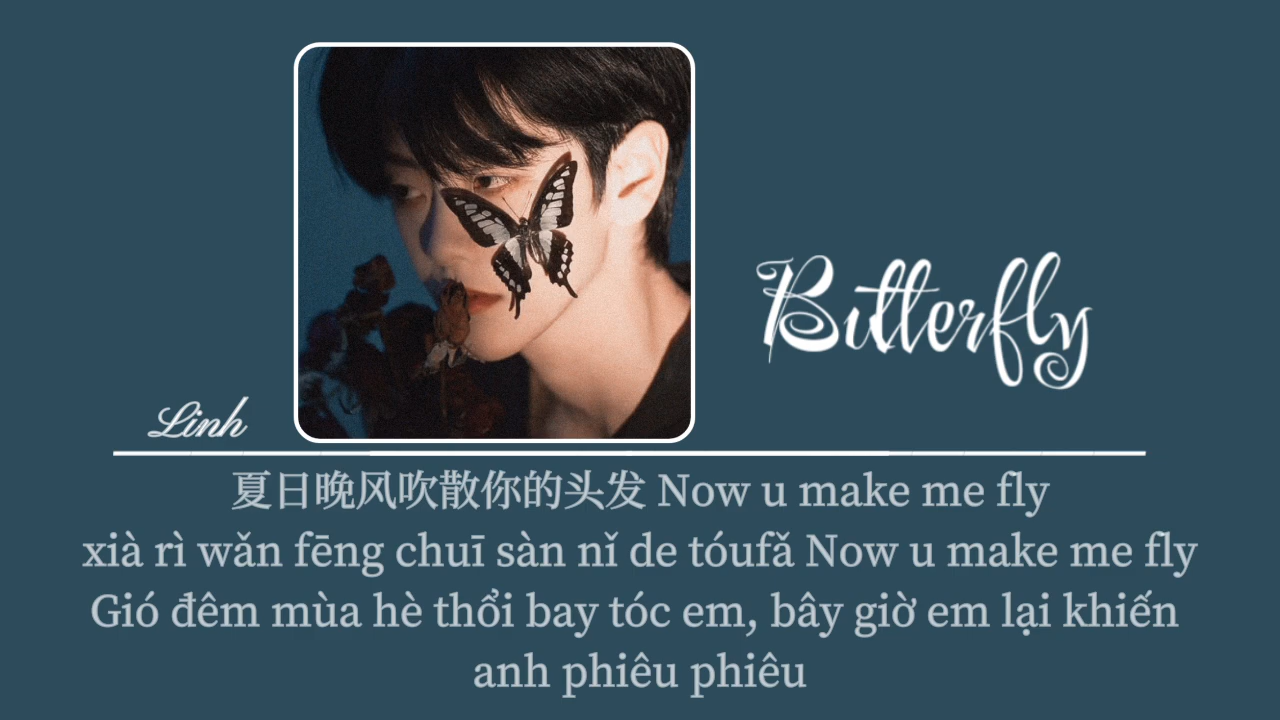 Butterfly
Linh
夏日晚风吹散你的头发 Now u make me fly
xià rì wǎn fēng chuī sàn nǐ de tóufǎ Now u make me fly
Gió đêm mùa hè thổi bay tóc em, bây giờ em lại khiến
anh phiêu phiêu